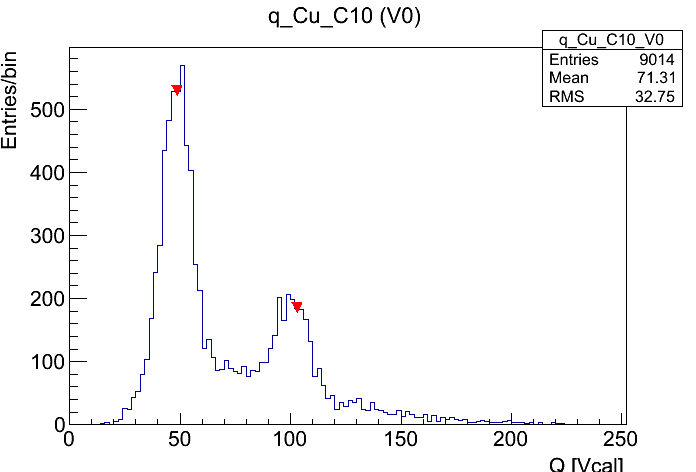 q_Cu_C10 (V0)
q_Cu_C10_V0
Entries 9014
Mean 71.31
RMS 32.75
Entries/bin
500
400
300
200
100
0
0 50 100 150 200 250
Q [Vcal]